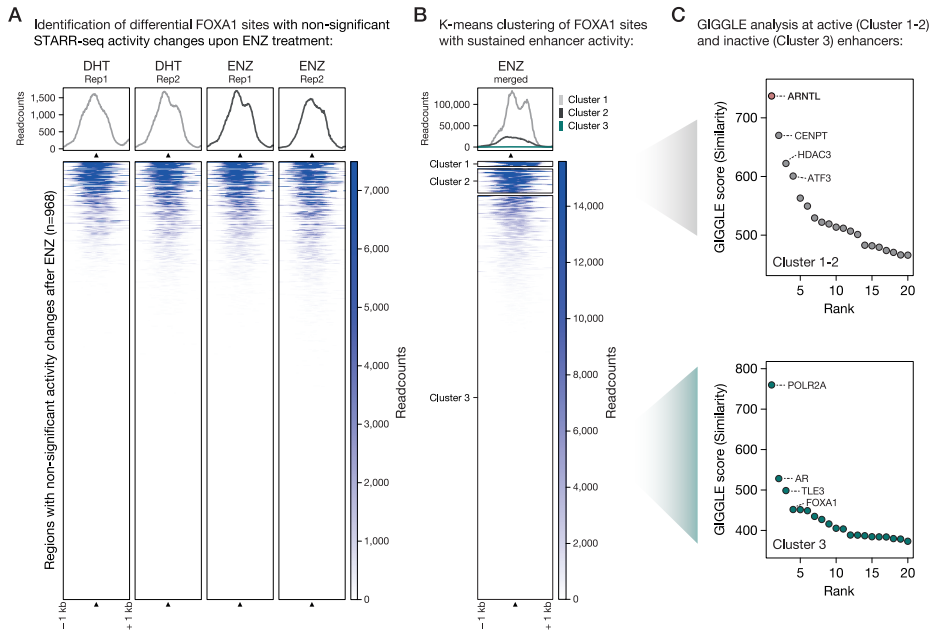 A
Identification of differential FOXA1 sites with non-significant
STARR-seq activity changes upon ENZ treatment:
DHT
Rep1
DHT
Rep2
ENZ
Rep1
ENZ
Rep2
Readcounts
1,500
1,000
500
0
Regions with non-significant activity changes after ENZ (n=968)
7,000
6,000
5,000
4,000
3,000
2,000
1,000
0
Readcounts
– 1 kb
+ 1 kb
B
K-means clustering of FOXA1 sites
with sustained enhancer activity:
ENZ
merged
Readcounts
100,000
50,000
0
Cluster 1
Cluster 2
Cluster 3
Cluster 1
Cluster 2
Cluster 3
14,000
12,000
10,000
8,000
6,000
4,000
2,000
0
Readcounts
– 1 kb
+ 1 kb
C
GIGGLE analysis at active (Cluster 1-2)
and inactive (Cluster 3) enhancers:
GIGGLE score (Similarity)
700
600
500
ARNTL
CENPT
HDAC3
ATF3
Cluster 1-2
5 10 15 20
Rank
GIGGLE score (Similarity)
800
700
600
500
400
POLR2A
AR
TLE3
FOXA1
Cluster 3
5 10 15 20
Rank